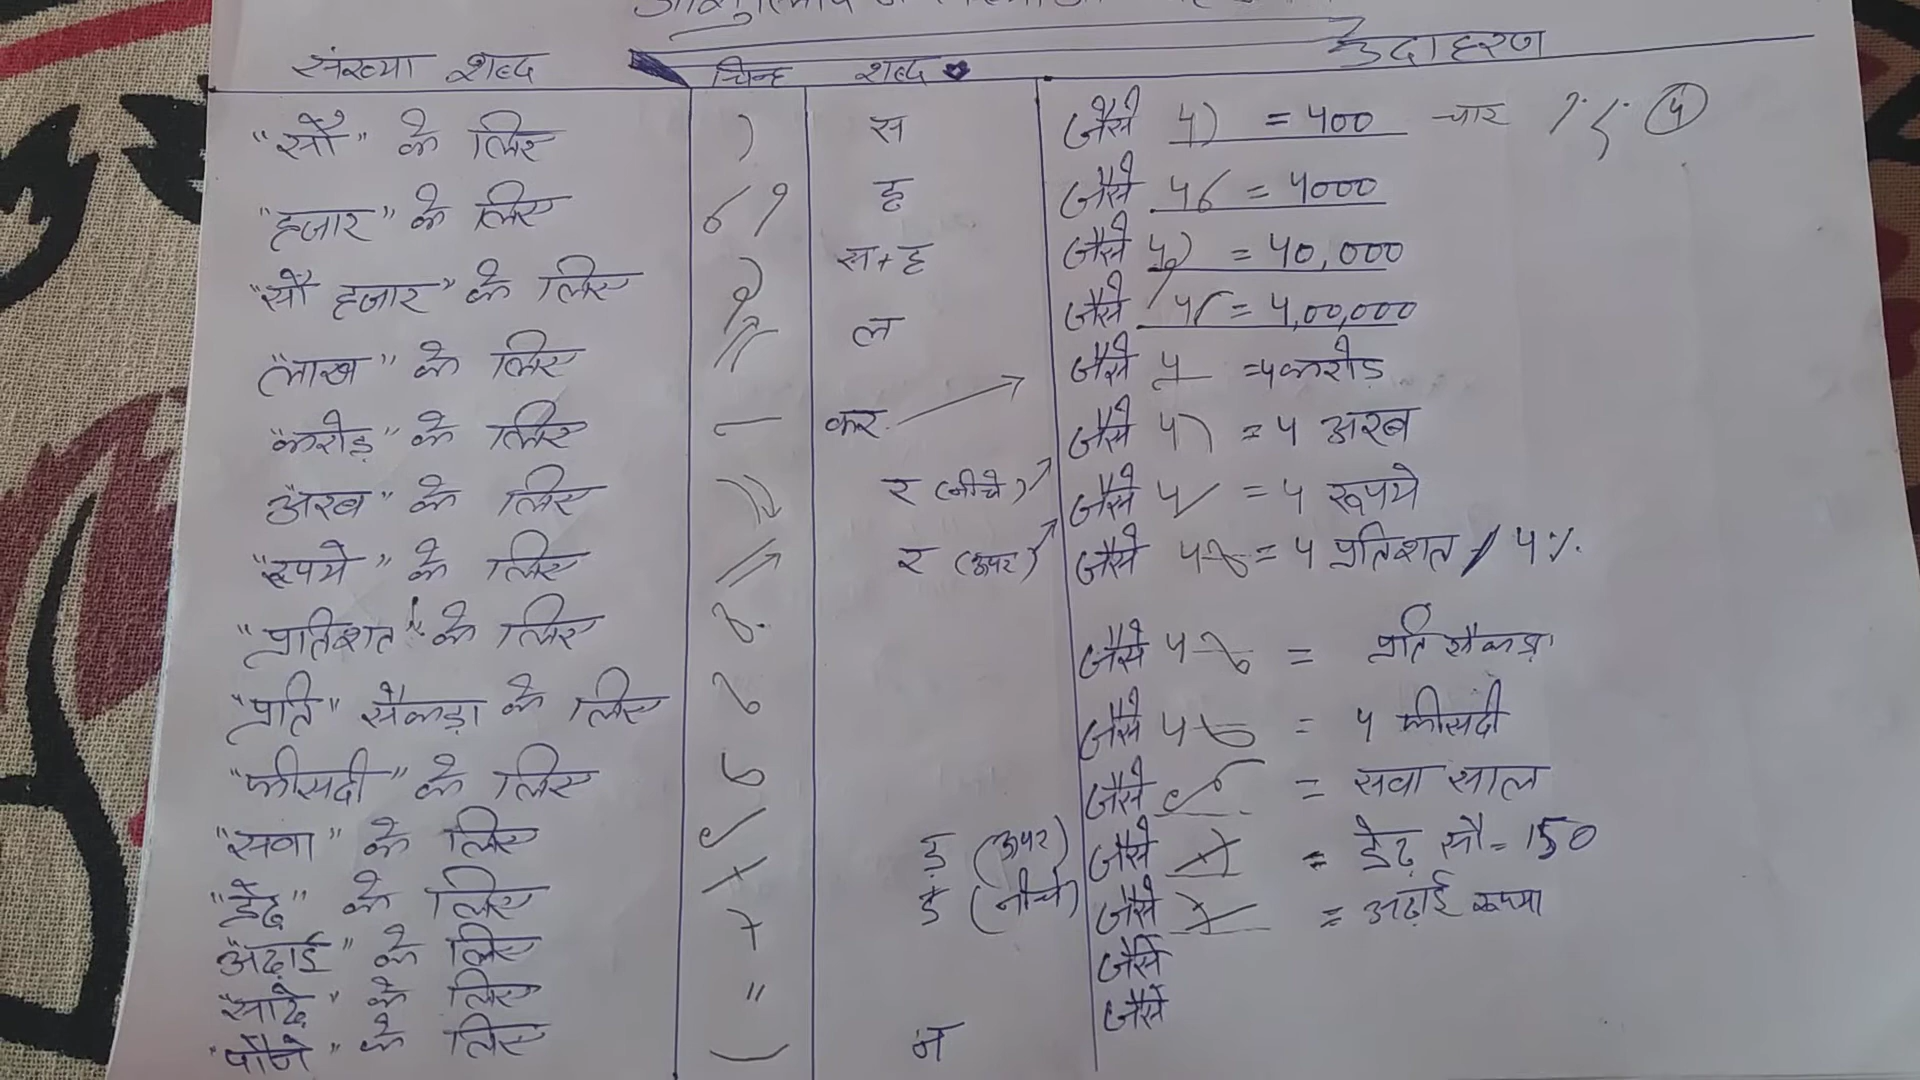 संख्या शब्द चिन्ह शब्द उदाहरण
"सौ" के लिए स जैसे 4 = 400 चार 4
"हजार" के लिए ह जैसे 4 = 4000
"सौ हजार" के लिए स+ह जैसे 4 = 40,000
"लाख" के लिए ल जैसे 4 = 4,00,000
"करोड़" के लिए कर जैसे 4 = 4 करोड़
"अरब" के लिए र (नीचे) जैसे 4 = 4 अरब
"रूपये" के लिए र (ऊपर) जैसे 4 = 4 रूपये
"प्रतिशत" के लिए जैसे 4 = 4 प्रतिशत / 4%
"प्रति" सैकड़ा के लिए जैसे 4 = प्रति सैकड़ा
"फीसदी" के लिए जैसे 4 = 4 फीसदी
"सवा" के लिए जैसे = सवा साल
"डेढ़" के लिए ड़ (ऊपर) जैसे = डेढ़ सौ = 150
"अढ़ाई" के लिए ड़ (नीचे) जैसे = अढ़ाई रूपया
"साढ़े" के लिए " जैसे
"पौने" के लिए न जैसे